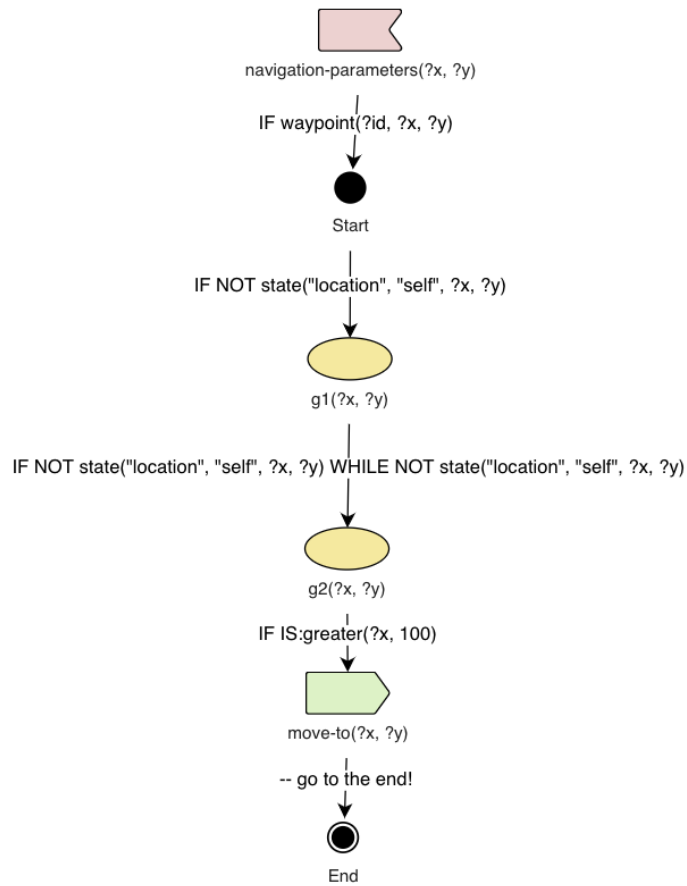 navigation-parameters(?x, ?y)
IF waypoint(?id, ?x, ?y)
Start
IF NOT state("location", "self", ?x, ?y)
g1(?x, ?y)
IF NOT state("location", "self", ?x, ?y) WHILE NOT state("location", "self", ?x, ?y)
g2(?x, ?y)
IF IS:greater(?x, 100)
move-to(?x, ?y)
-- go to the end!
End